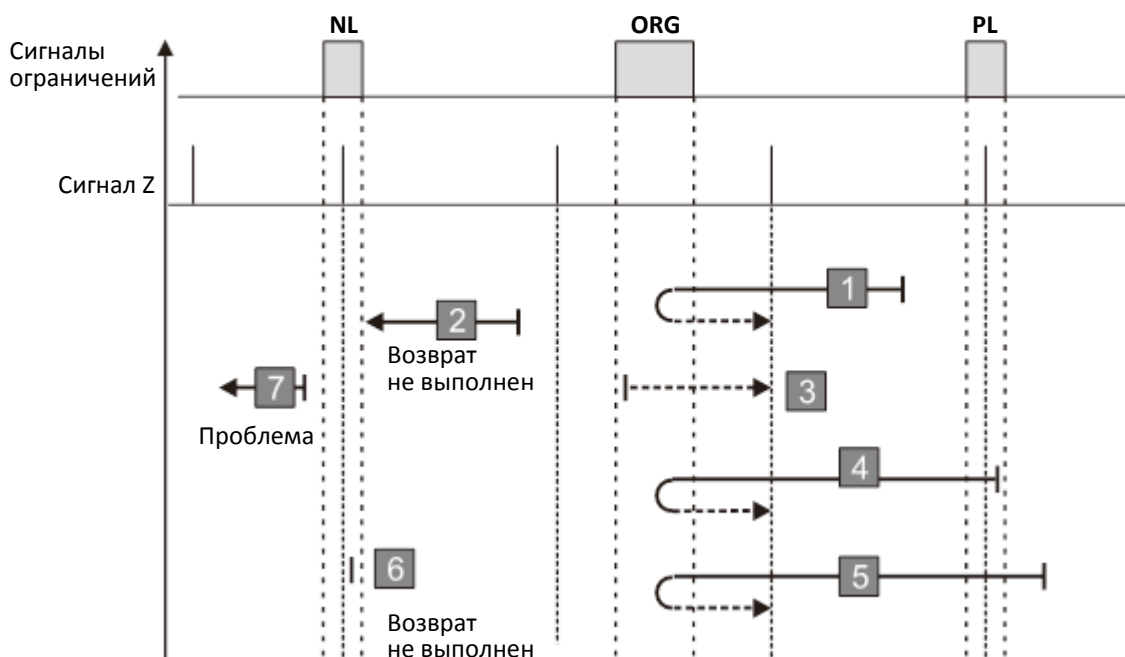 NL
ORG
PL
Сигналы
ограничений
Сигнал Z
1
2
Возврат
не выполнен
7
3
Проблема
4
6
5
Возврат
не выполнен